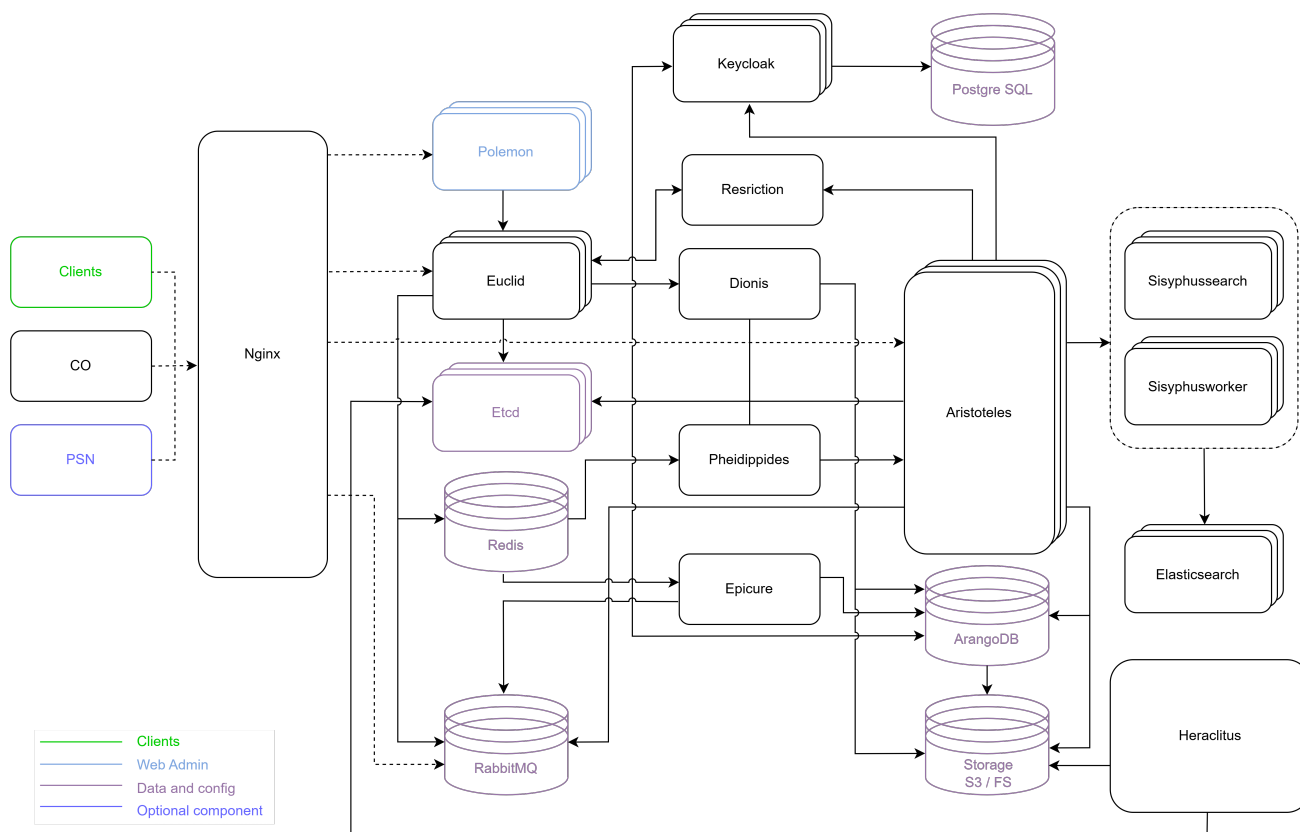 Keycloak
Postgre SQL
Polemon
Resriction
Clients
Euclid
Dionis
Sisyphussearch
Nginx
CO
Sisyphusworker
Etcd
Aristoteles
PSN
Pheidippides
Redis
Elasticsearch
Epicure
ArangoDB
Heraclitus
Clients
Web Admin
Data and config
Optional component
RabbitMQ
Storage
S3 / FS